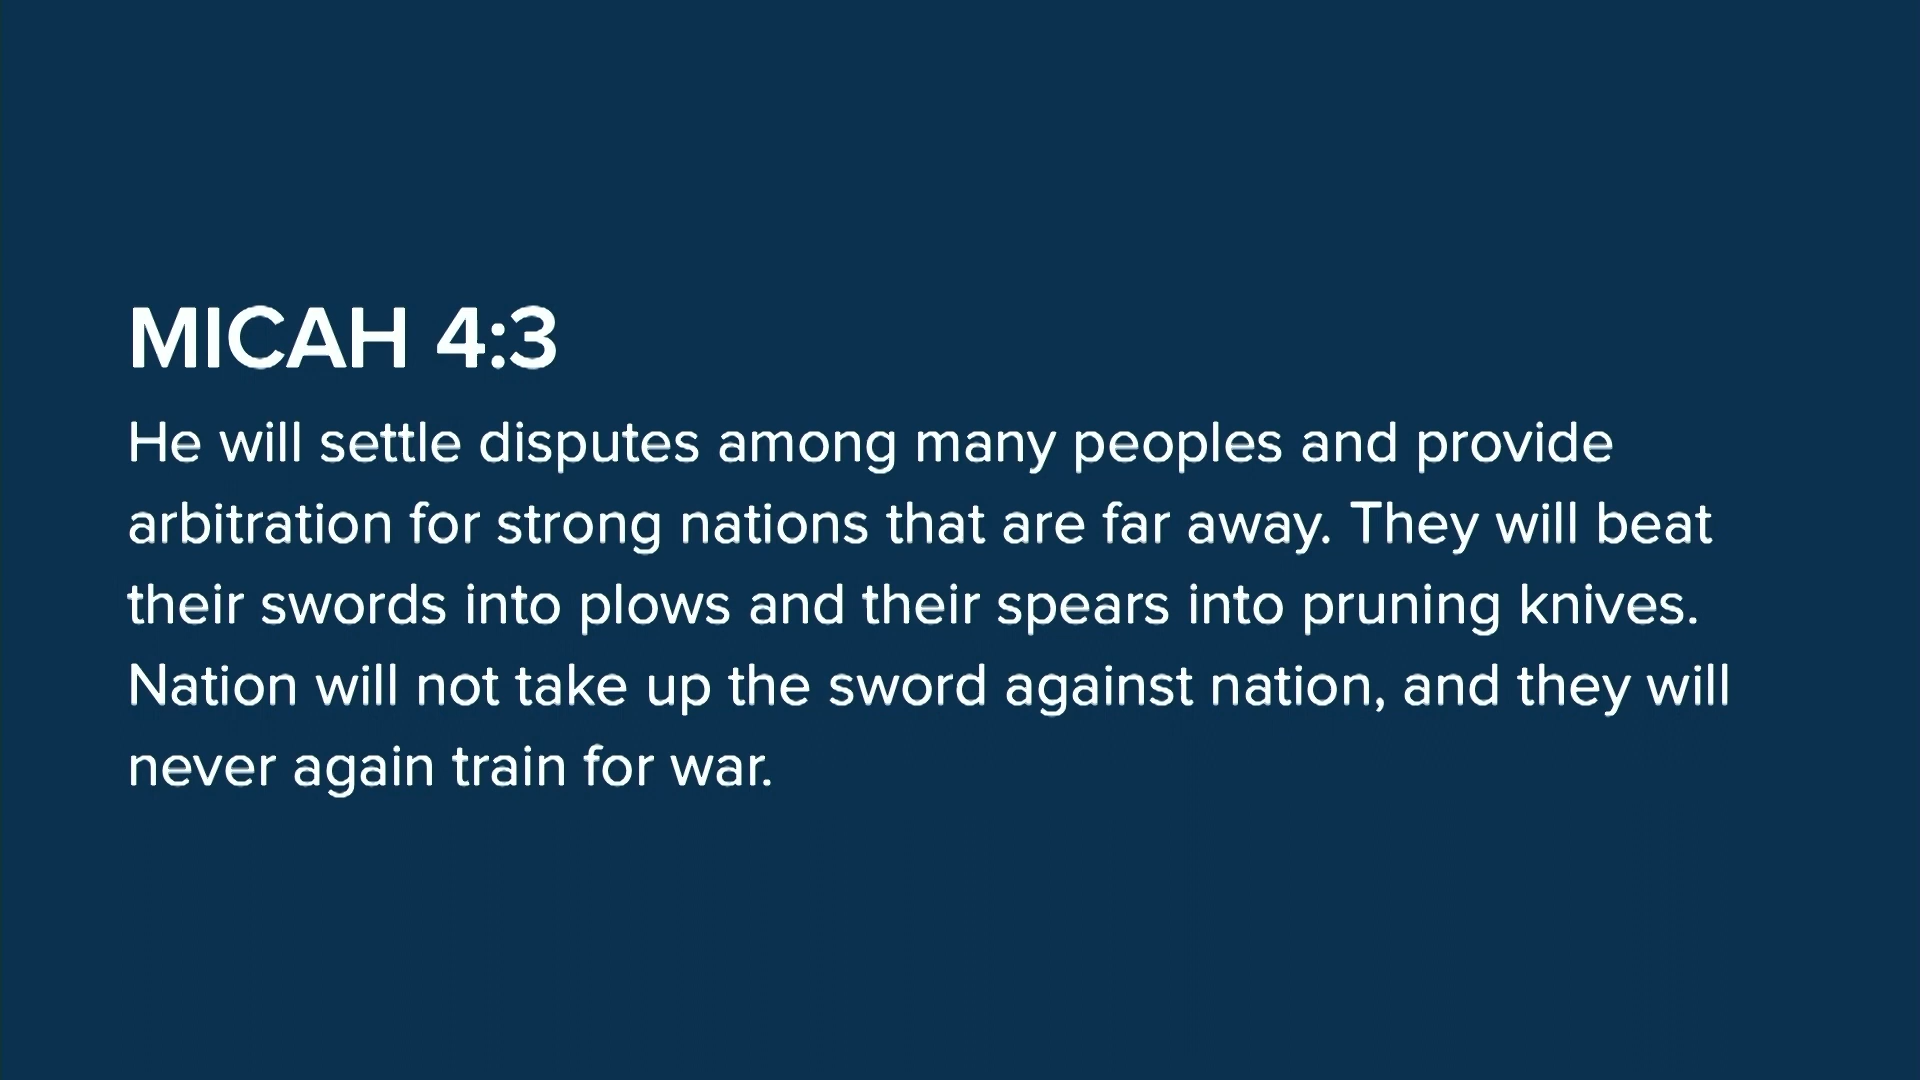 MICAH 4:3
He will settle disputes among many peoples and provide
arbitration for strong nations that are far away. They will beat
their swords into plows and their spears into pruning knives.
Nation will not take up the sword against nation, and they will
never again train for war.